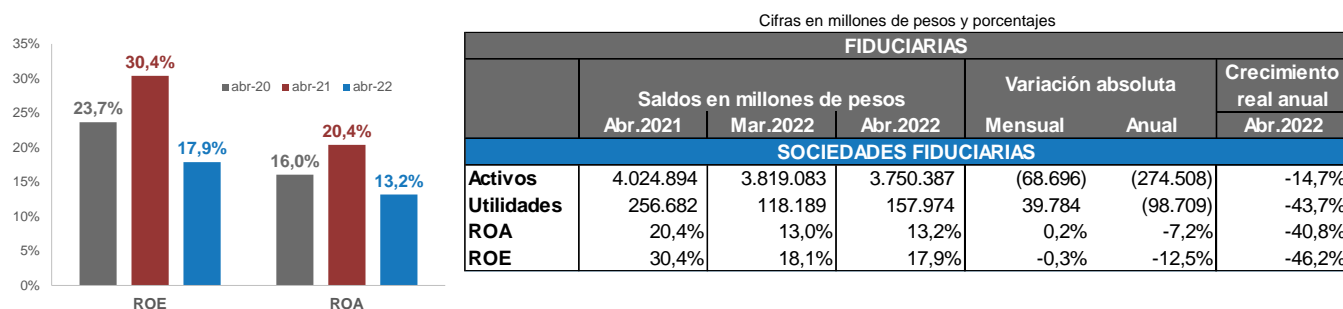 Cifras en millones de pesos y porcentajes
35%
30%
25%
20%
15%
10%
5%
0%
abr-20 abr-21 abr-22
23,7%
30,4%
17,9%
16,0%
20,4%
13,2%
ROE ROA
FIDUCIARIAS
Saldos en millones de pesos Variación absoluta Crecimiento real anual
Abr.2021 Mar.2022 Abr.2022 Mensual Anual Abr.2022
SOCIEDADES FIDUCIARIAS
Activos 4.024.894 3.819.083 3.750.387 (68.696) (274.508) -14,7%
Utilidades 256.682 118.189 157.974 39.784 (98.709) -43,7%
ROA 20,4% 13,0% 13,2% 0,2% -7,2% -40,8%
ROE 30,4% 18,1% 17,9% -0,3% -12,5% -46,2%